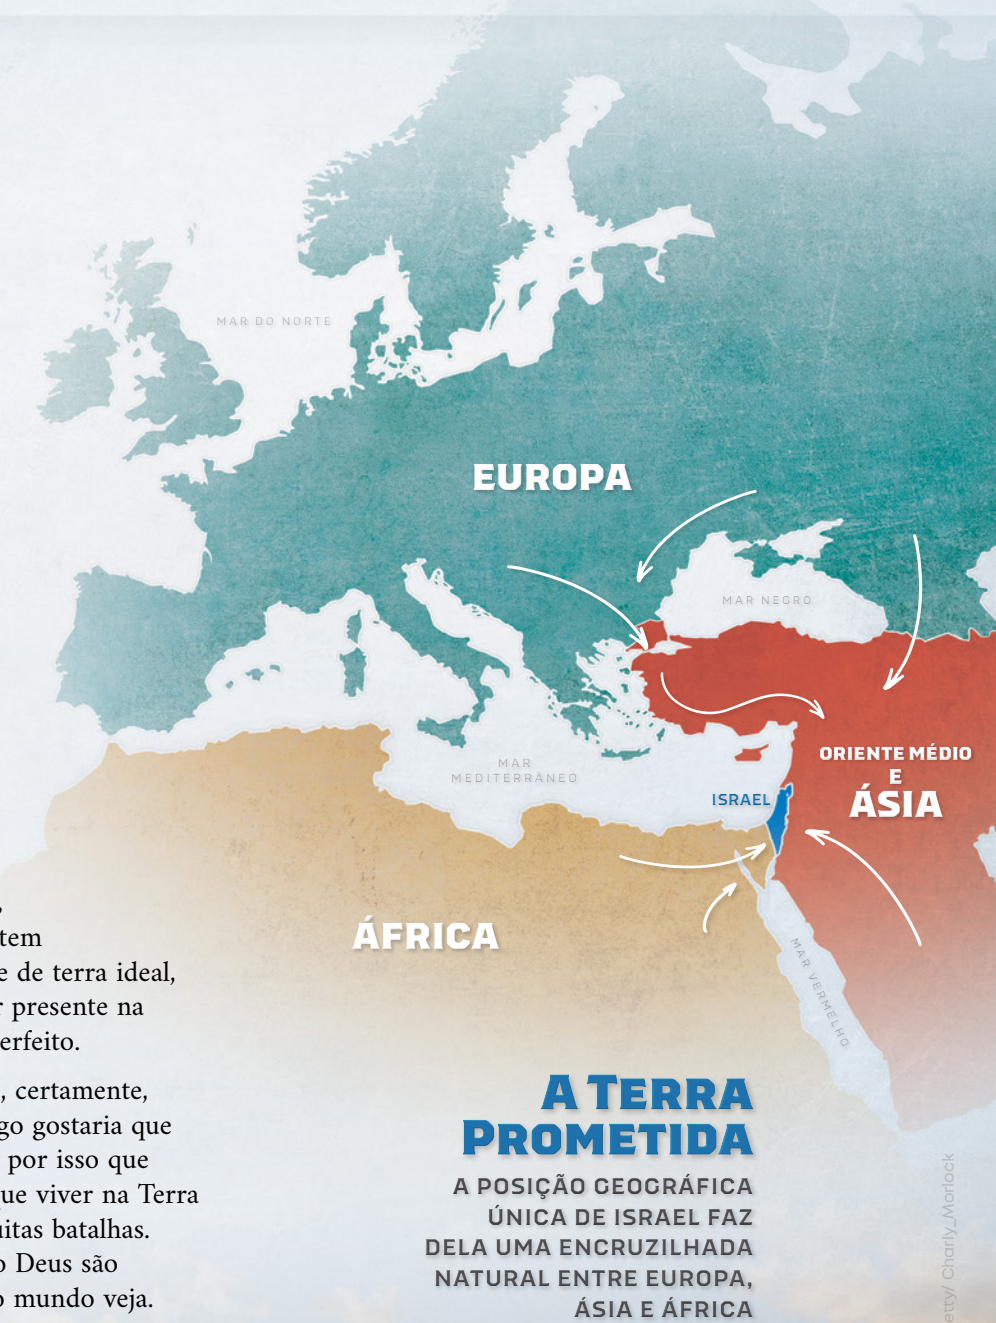 MAR DO NORTE
EUROPA
MAR NEGRO
ORIENTE MÉDIO
E
ÁSIA
MAR
MEDITERRÂNEO
ISRAEL
ÁFRICA
MAR VERMELHO
,
tem
e de terra ideal,
r presente na
erfeito.
, certamente,
go gostaria que
por isso que
ue viver na Terra
uitas batalhas.
o Deus são
o mundo veja.
A TERRA
PROMETIDA
A POSIÇÃO GEOGRÁFICA
ÚNICA DE ISRAEL FAZ
DELA UMA ENCRUZILHADA
NATURAL ENTRE EUROPA,
ÁSIA E ÁFRICA
etty/ Charly_Morlock